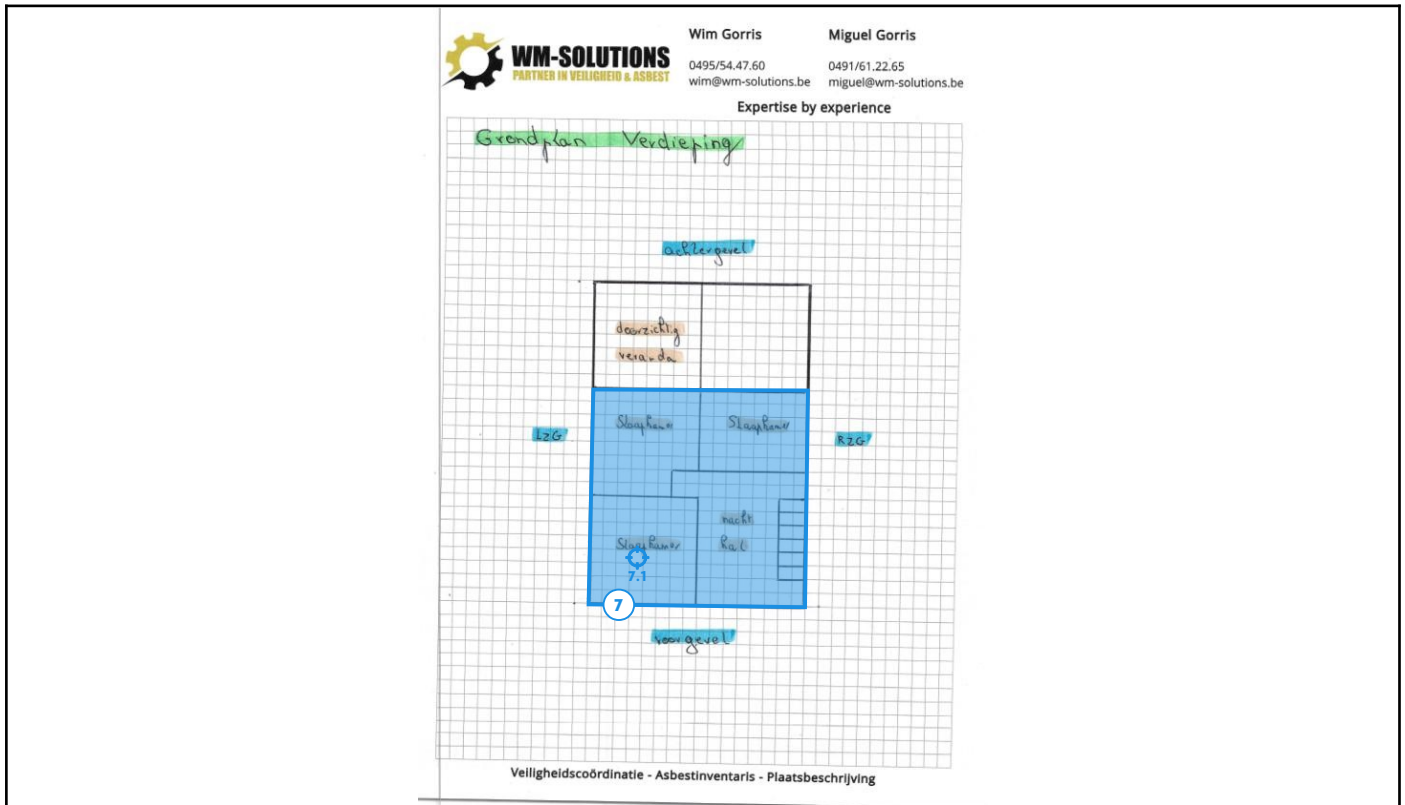 Wim Gorris
Miguel Gorris
WM-SOLUTIONS
PARTNER IN VEILIGHEID & ASBEST
0495/54.47.60
0491/61.22.65
wim@wm-solutions.be
miguel@wm-solutions.be
Expertise by experience
Grondplan Verdieping
achtergevel
doorzichtig
veranda
Slaapkamer
Slaapkamer
LZG
RZG
nacht
Slaapkamer
hal
7.1
7
voorgevel
Veiligheidscoördinatie - Asbestinventaris - Plaatsbeschrijving